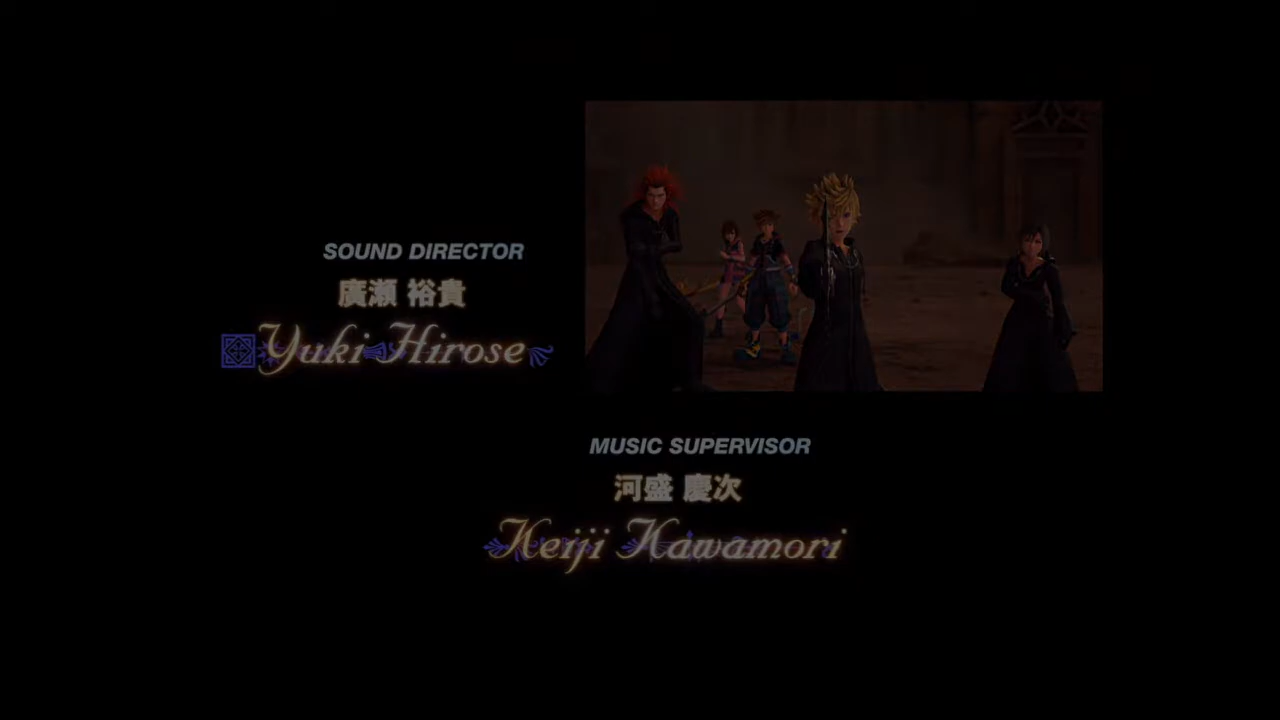 SOUND DIRECTOR
廣瀬 裕貴
Yuki Hirose
MUSIC SUPERVISOR
河盛 慶次
Keiji Kawamori